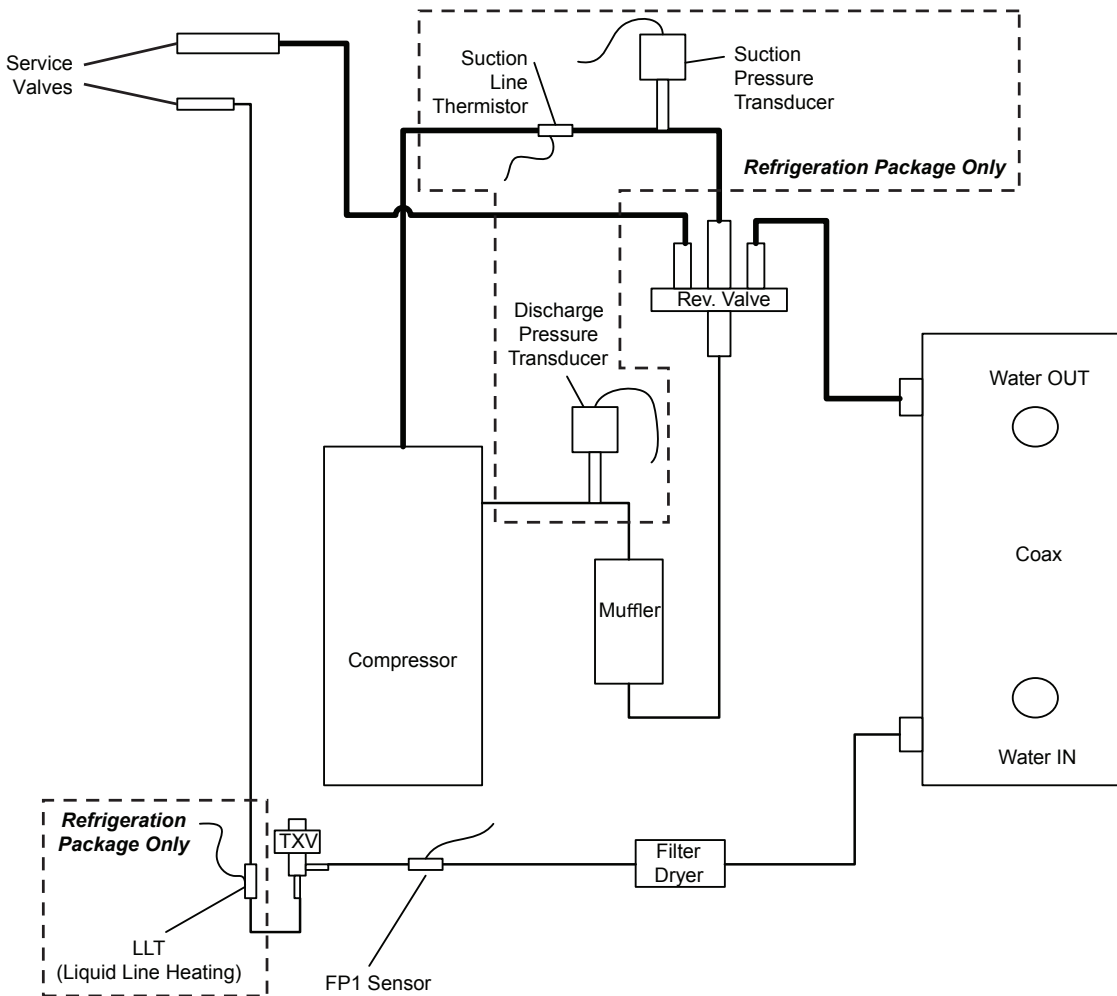 Service
Valves
Suction
Line
Thermistor
Suction
Pressure
Transducer
Refrigeration Package Only
Rev. Valve
Discharge
Pressure
Transducer
Water OUT
Coax
Water IN
Compressor
Muffler
Refrigeration
Package Only
TXV
Filter
Dryer
LLT
(Liquid Line Heating)
FP1 Sensor